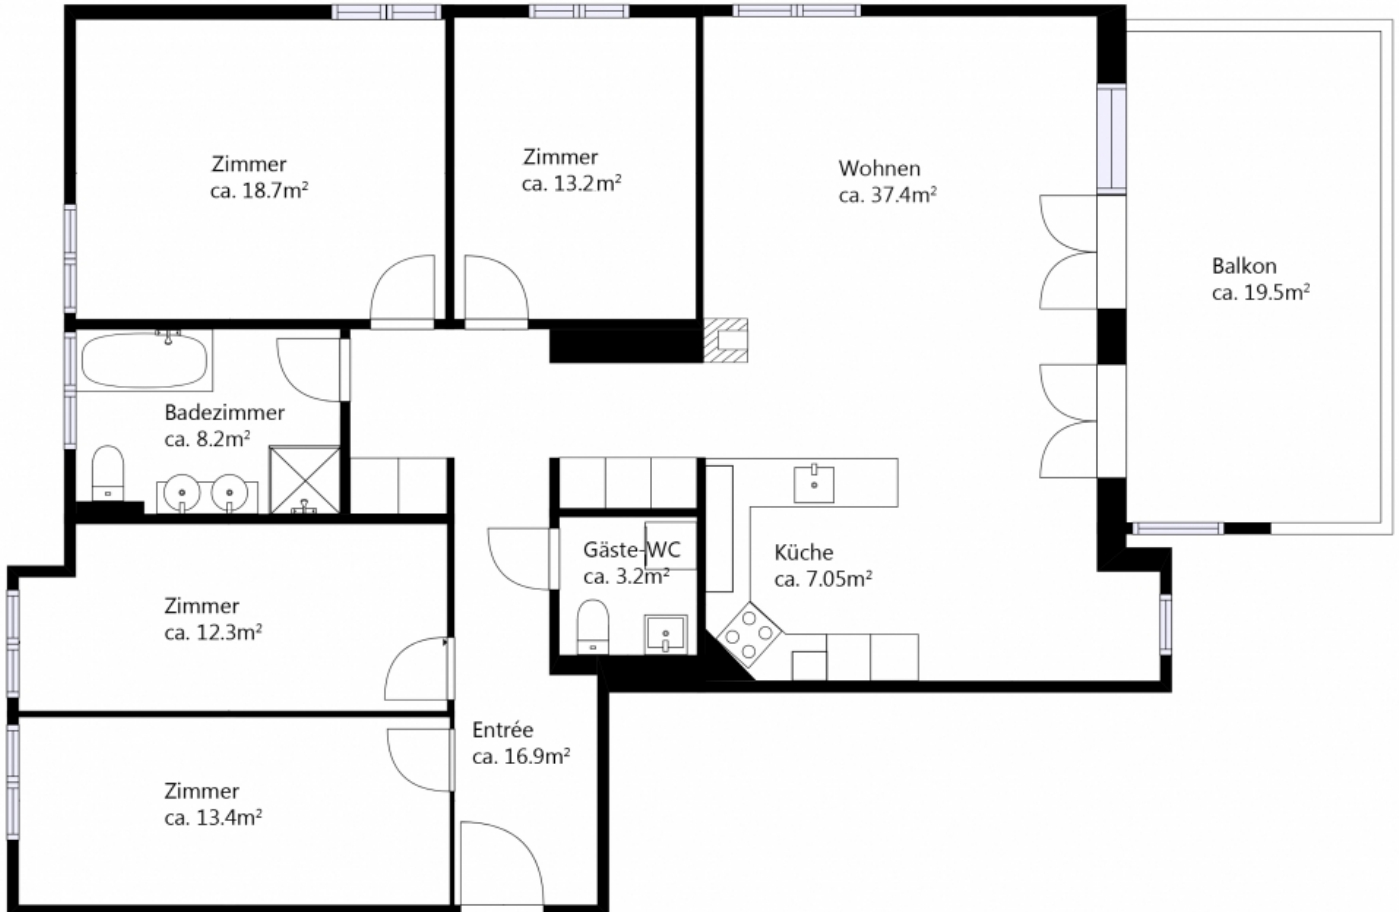 Zimmer
ca. 18.7m²
Zimmer
ca. 13.2m²
Wohnen
ca. 37.4m²
Balkon
ca. 19.5m²
Badezimmer
ca. 8.2m²
Gäste-WC
ca. 3.2m²
Küche
ca. 7.05m²
Zimmer
ca. 12.3m²
Entrée
ca. 16.9m²
Zimmer
ca. 13.4m²